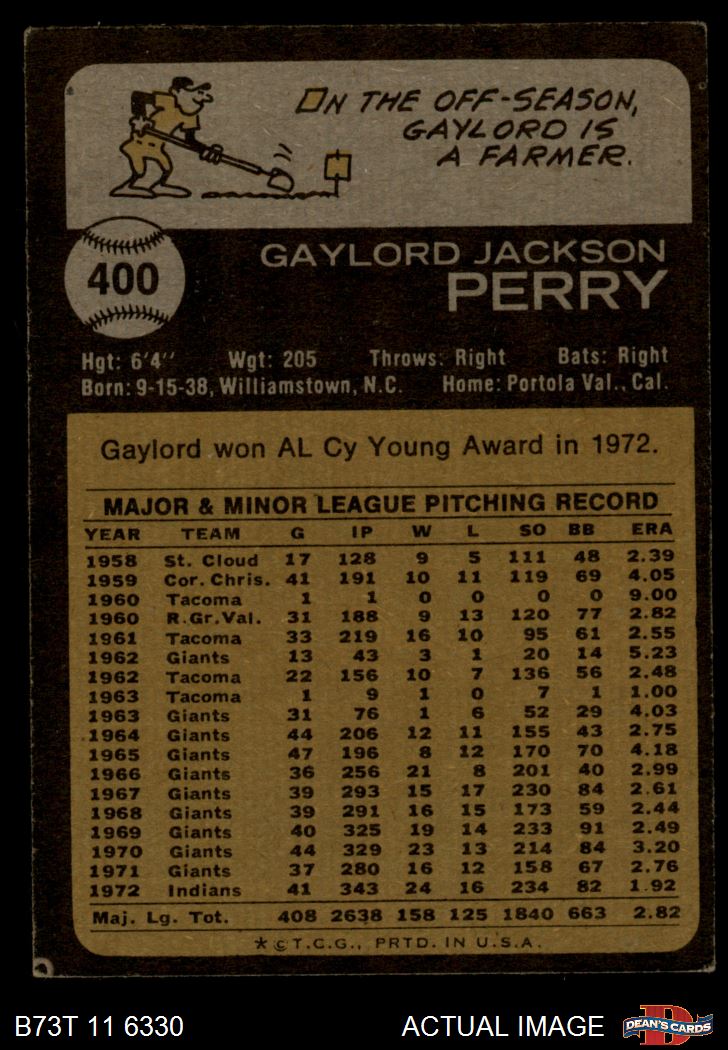 ON THE OFF-SEASON,
GAYLORD IS
A FARMER.
400
GAYLORD JACKSON
PERRY
Hgt: 6'4'' Wgt: 205 Throws: Right Bats: Right
Born: 9-15-38, Williamstown, N.C. Home: Portola Val., Cal.
Gaylord won AL Cy Young Award in 1972.
MAJOR & MINOR LEAGUE PITCHING RECORD
YEAR TEAM G IP W L SO BB ERA
1958 St. Cloud 17 128 9 5 111 48 2.39
1959 Cor. Chris. 41 191 10 11 119 69 4.05
1960 Tacoma 1 1 0 0 0 0 9.00
1960 R.Gr.Val. 31 188 9 13 120 77 2.82
1961 Tacoma 33 219 16 10 95 61 2.55
1962 Giants 13 43 3 1 20 14 5.23
1962 Tacoma 22 156 10 7 136 56 2.48
1963 Tacoma 1 9 1 0 7 1 1.00
1963 Giants 31 76 1 6 52 29 4.03
1964 Giants 44 206 12 11 155 43 2.75
1965 Giants 47 196 8 12 170 70 4.18
1966 Giants 36 256 21 8 201 40 2.99
1967 Giants 39 293 15 17 230 84 2.61
1968 Giants 39 291 16 15 173 59 2.44
1969 Giants 40 325 19 14 233 91 2.49
1970 Giants 44 329 23 13 214 84 3.20
1971 Giants 37 280 16 12 158 67 2.76
1972 Indians 41 343 24 16 234 82 1.92
Maj. Lg. Tot. 408 2638 158 125 1840 663 2.82
* © T.C.G., PRTD. IN U.S.A.
B73T 11 6330 ACTUAL IMAGE D DEAN'S CARDS